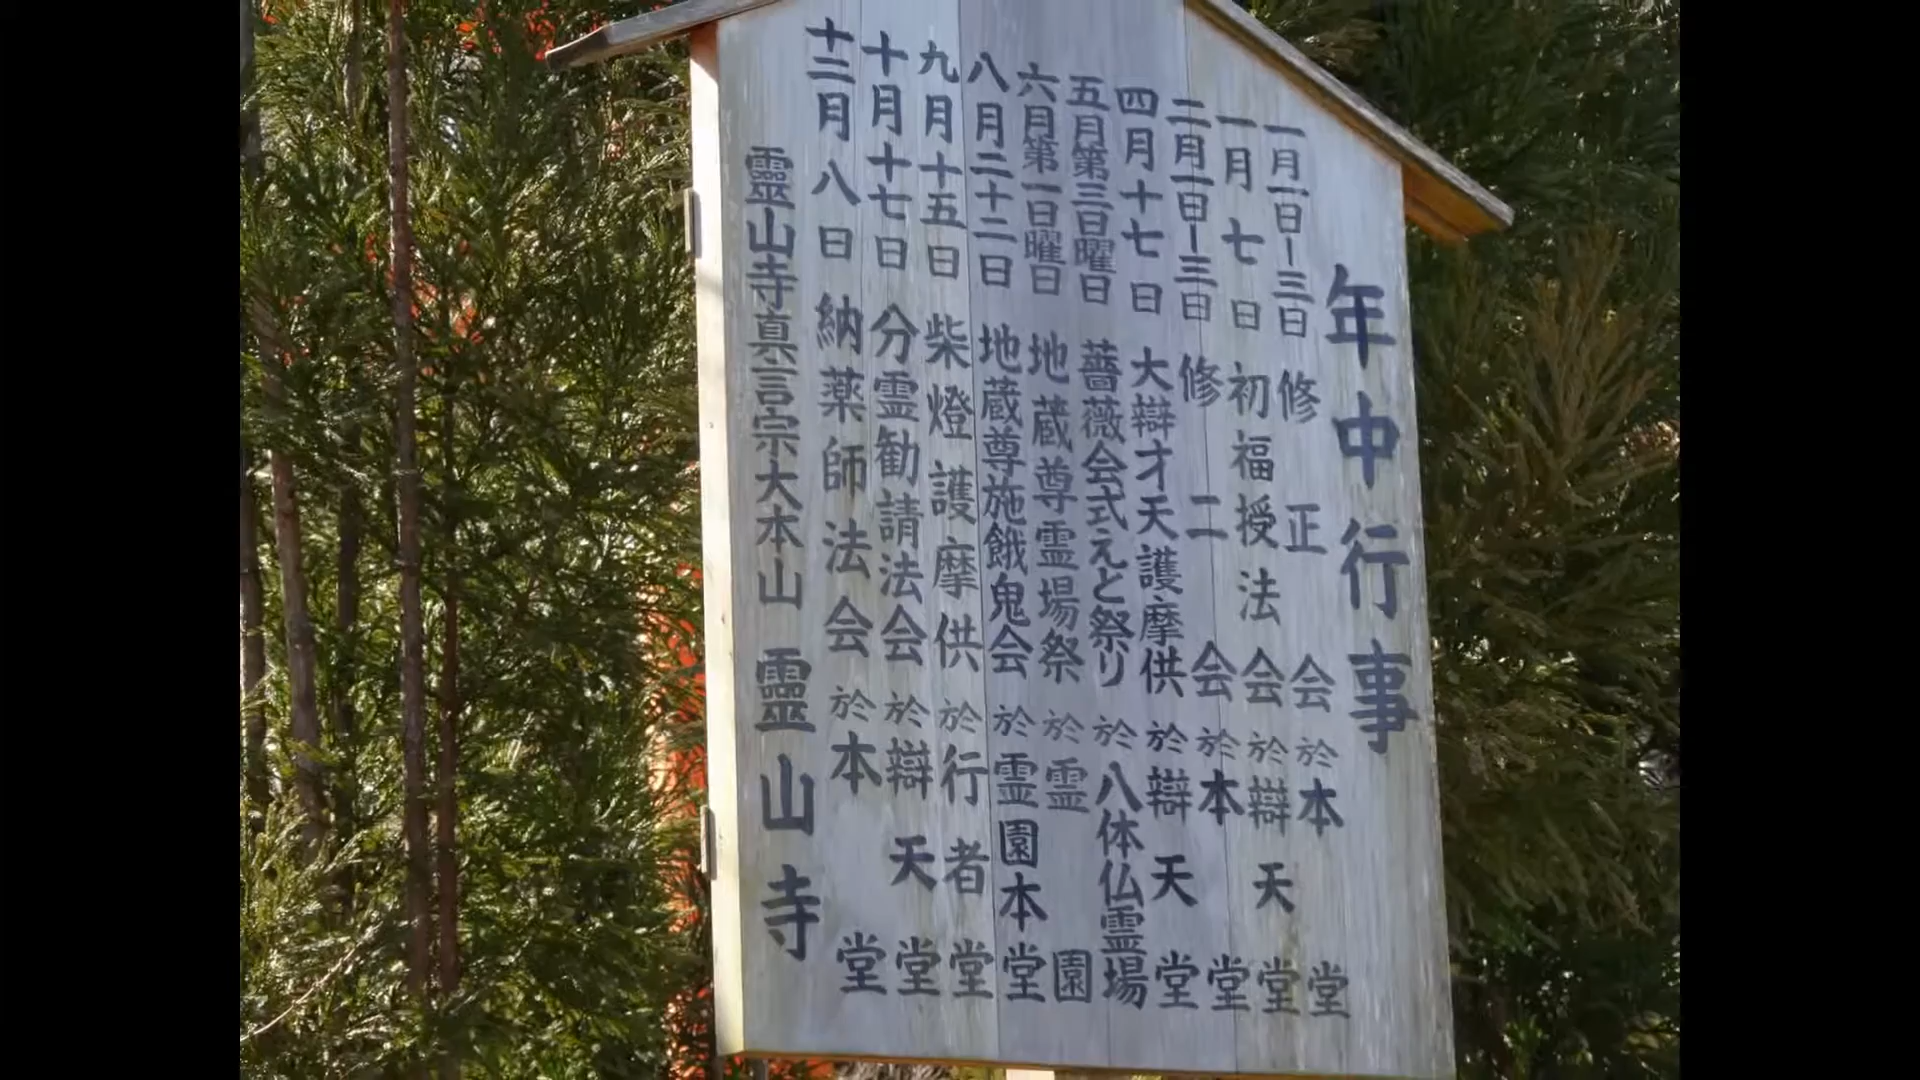 年中行事
一月一日-三日 修正会 於本堂
一月七日 初福授法会 於辯天堂
二月一日-三日 修二会 於本堂
四月十七日 大辯才天護摩供 於辯天堂
五月第三日曜日 薔薇会式えと祭り 於八体仏霊場
六月第一日曜日 地蔵尊霊場祭 於霊園
八月二十二日 地蔵尊施餓鬼会 於霊園本堂
九月十五日 柴燈護摩供 於行者堂
十月十七日 分霊勧請法会 於辯天堂
十二月八日 納薬師法会 於本堂
靈山寺真言宗大本山 靈山寺